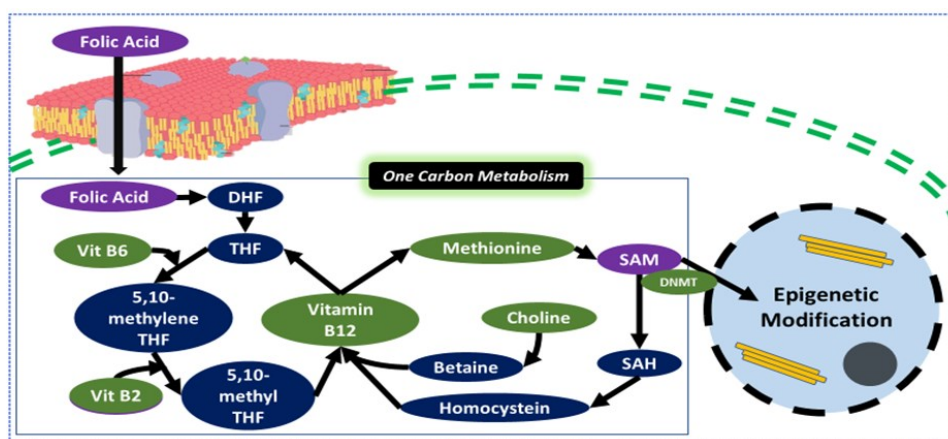 Folic Acid
One Carbon Metabolism
Folic Acid
DHF
Vit B6
THF
Methionine
SAM
DNMT
Epigenetic
Modification
5,10-
methylene
THF
Vitamin
B12
Choline
Betaine
SAH
Vit B2
5,10-
methyl
THF
Homocystein